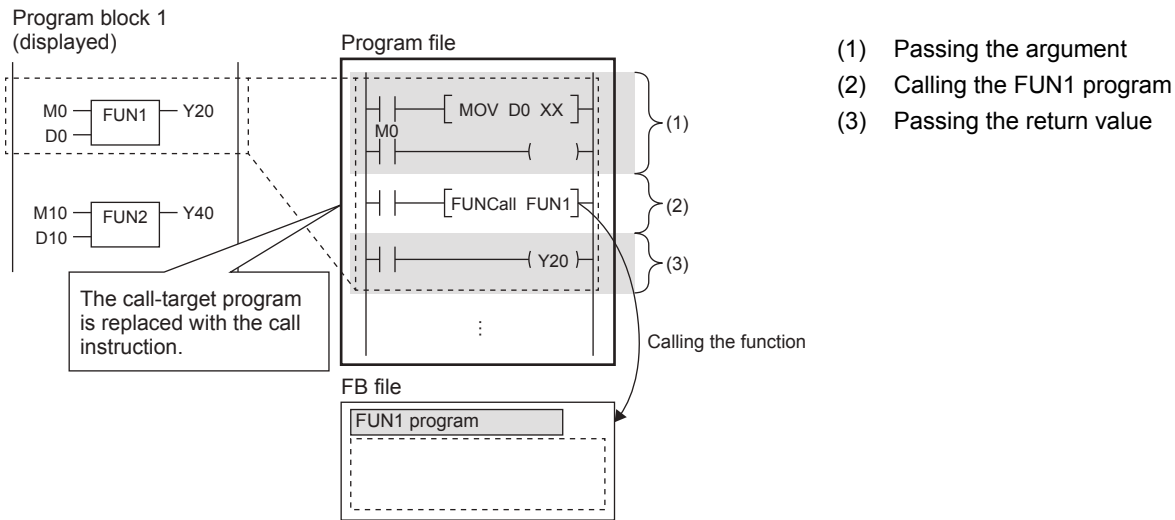 Program block 1
(displayed)
M0
FUN1
Y20
D0
M10
FUN2
Y40
D10
The call-target program
is replaced with the call
instruction.
Program file
MOV D0 XX
M0
(1)
FUNCall FUN1
(2)
Y20
(3)
⋮
Calling the function
FB file
FUN1 program
(1) Passing the argument
(2) Calling the FUN1 program
(3) Passing the return value